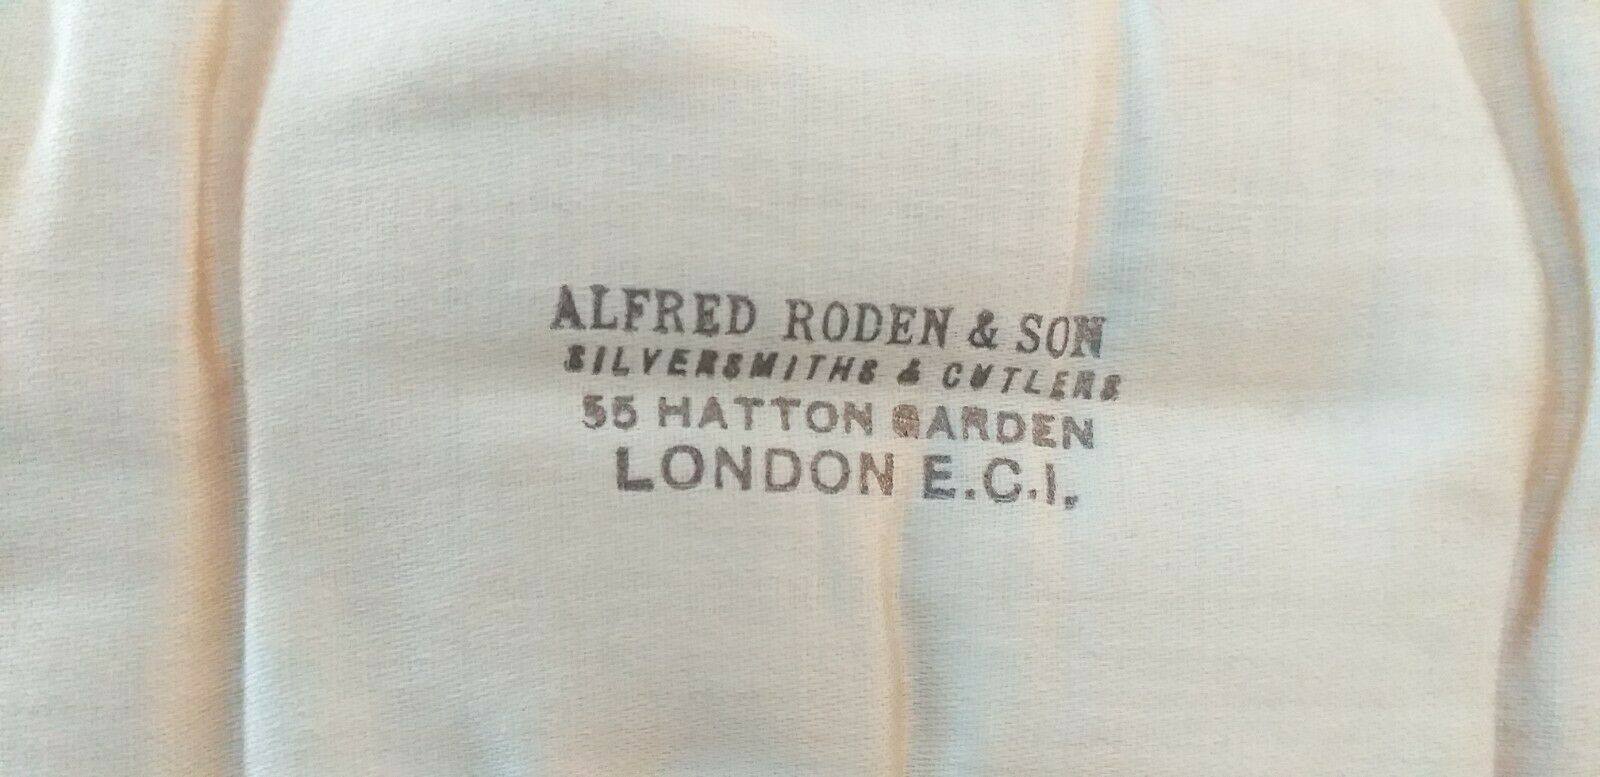 ALFRED RODEN & SON
SILVERSMITHS & CUTLERS
55 HATTON GARDEN
LONDON E.C.1.